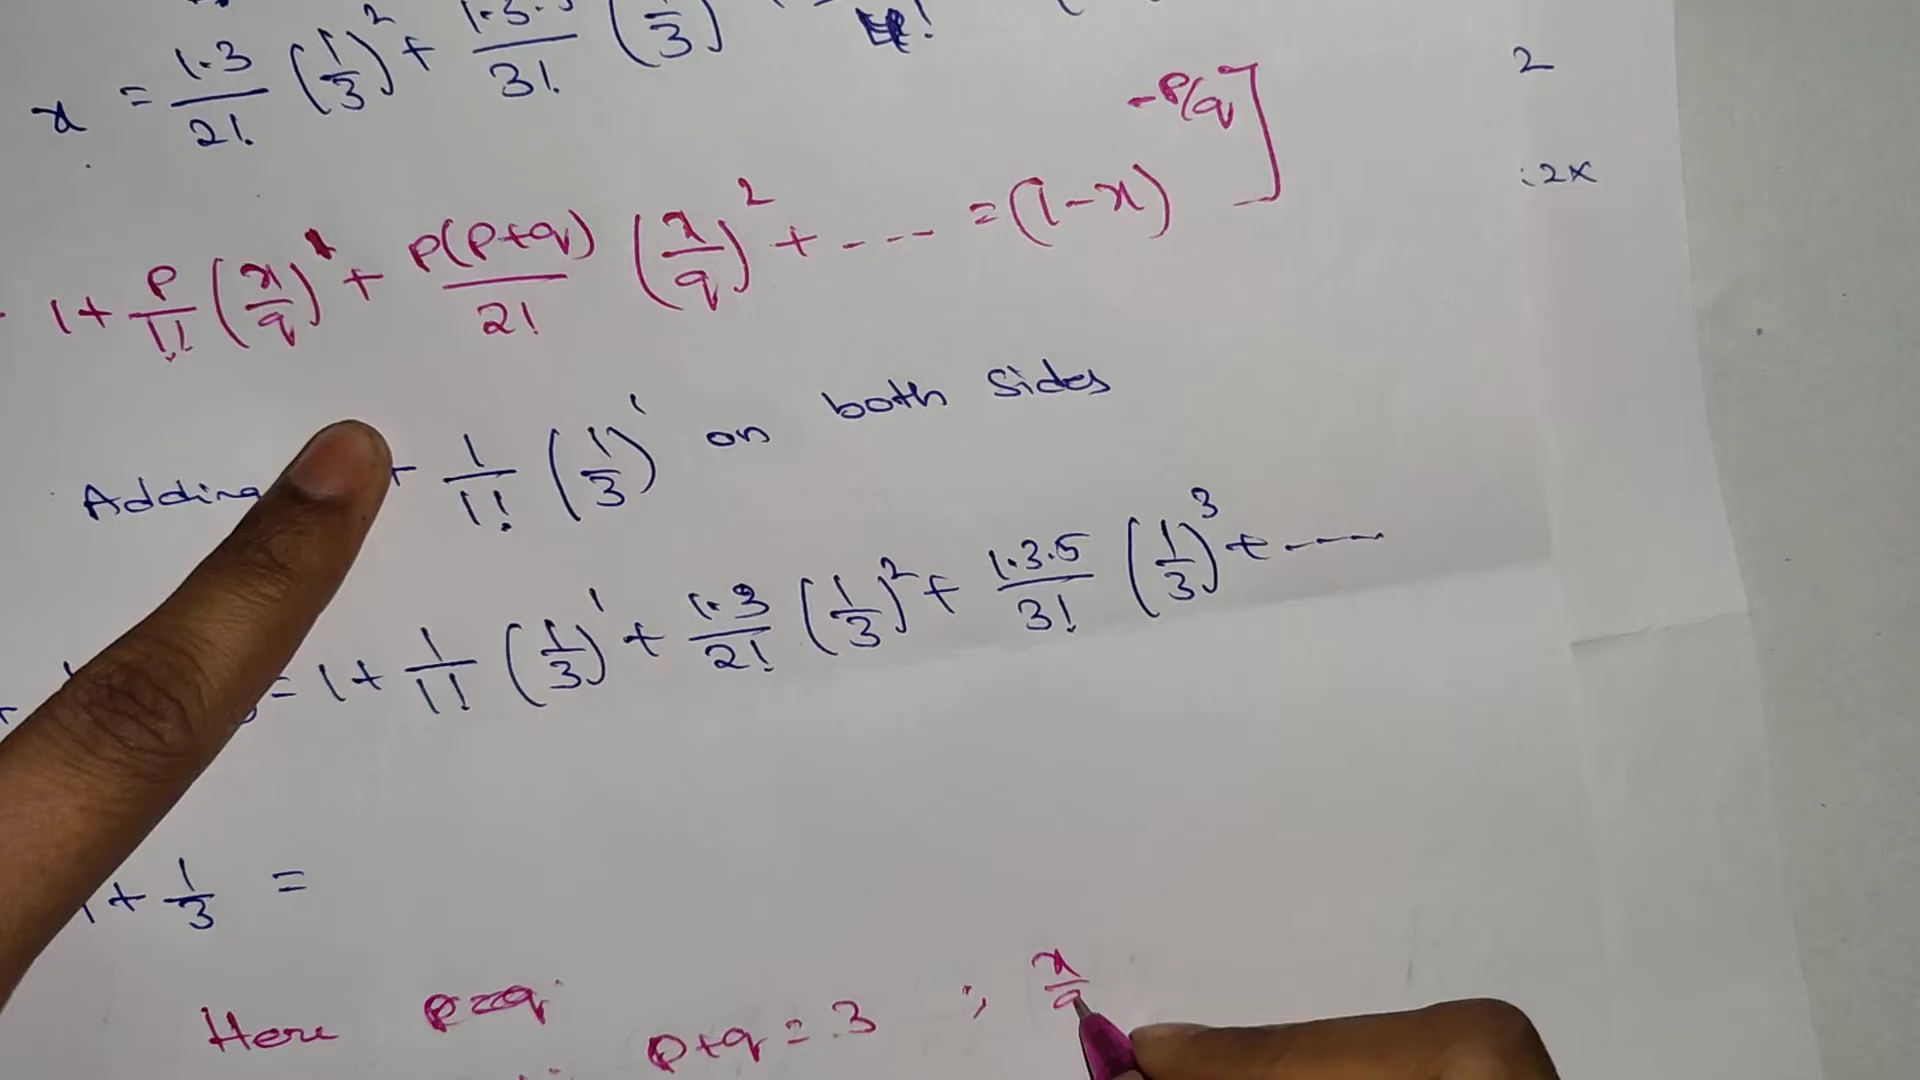 x = 1.3/2! (1/3)² + 1.3.5/3! (1/3)
2
1 + p/1! (x/q)¹ + p(p+q)/2! (x/q)² + ---- = (1-x)^(-p/q) ]
:2x
Adding + 1/1! (1/3)¹ on both sides
= 1 + 1/1! (1/3)¹ + 1.3/2! (1/3)² + 1.3.5/3! (1/3)³ + ----
1 + 1/3 =
Here p+q = 3 ; x/q